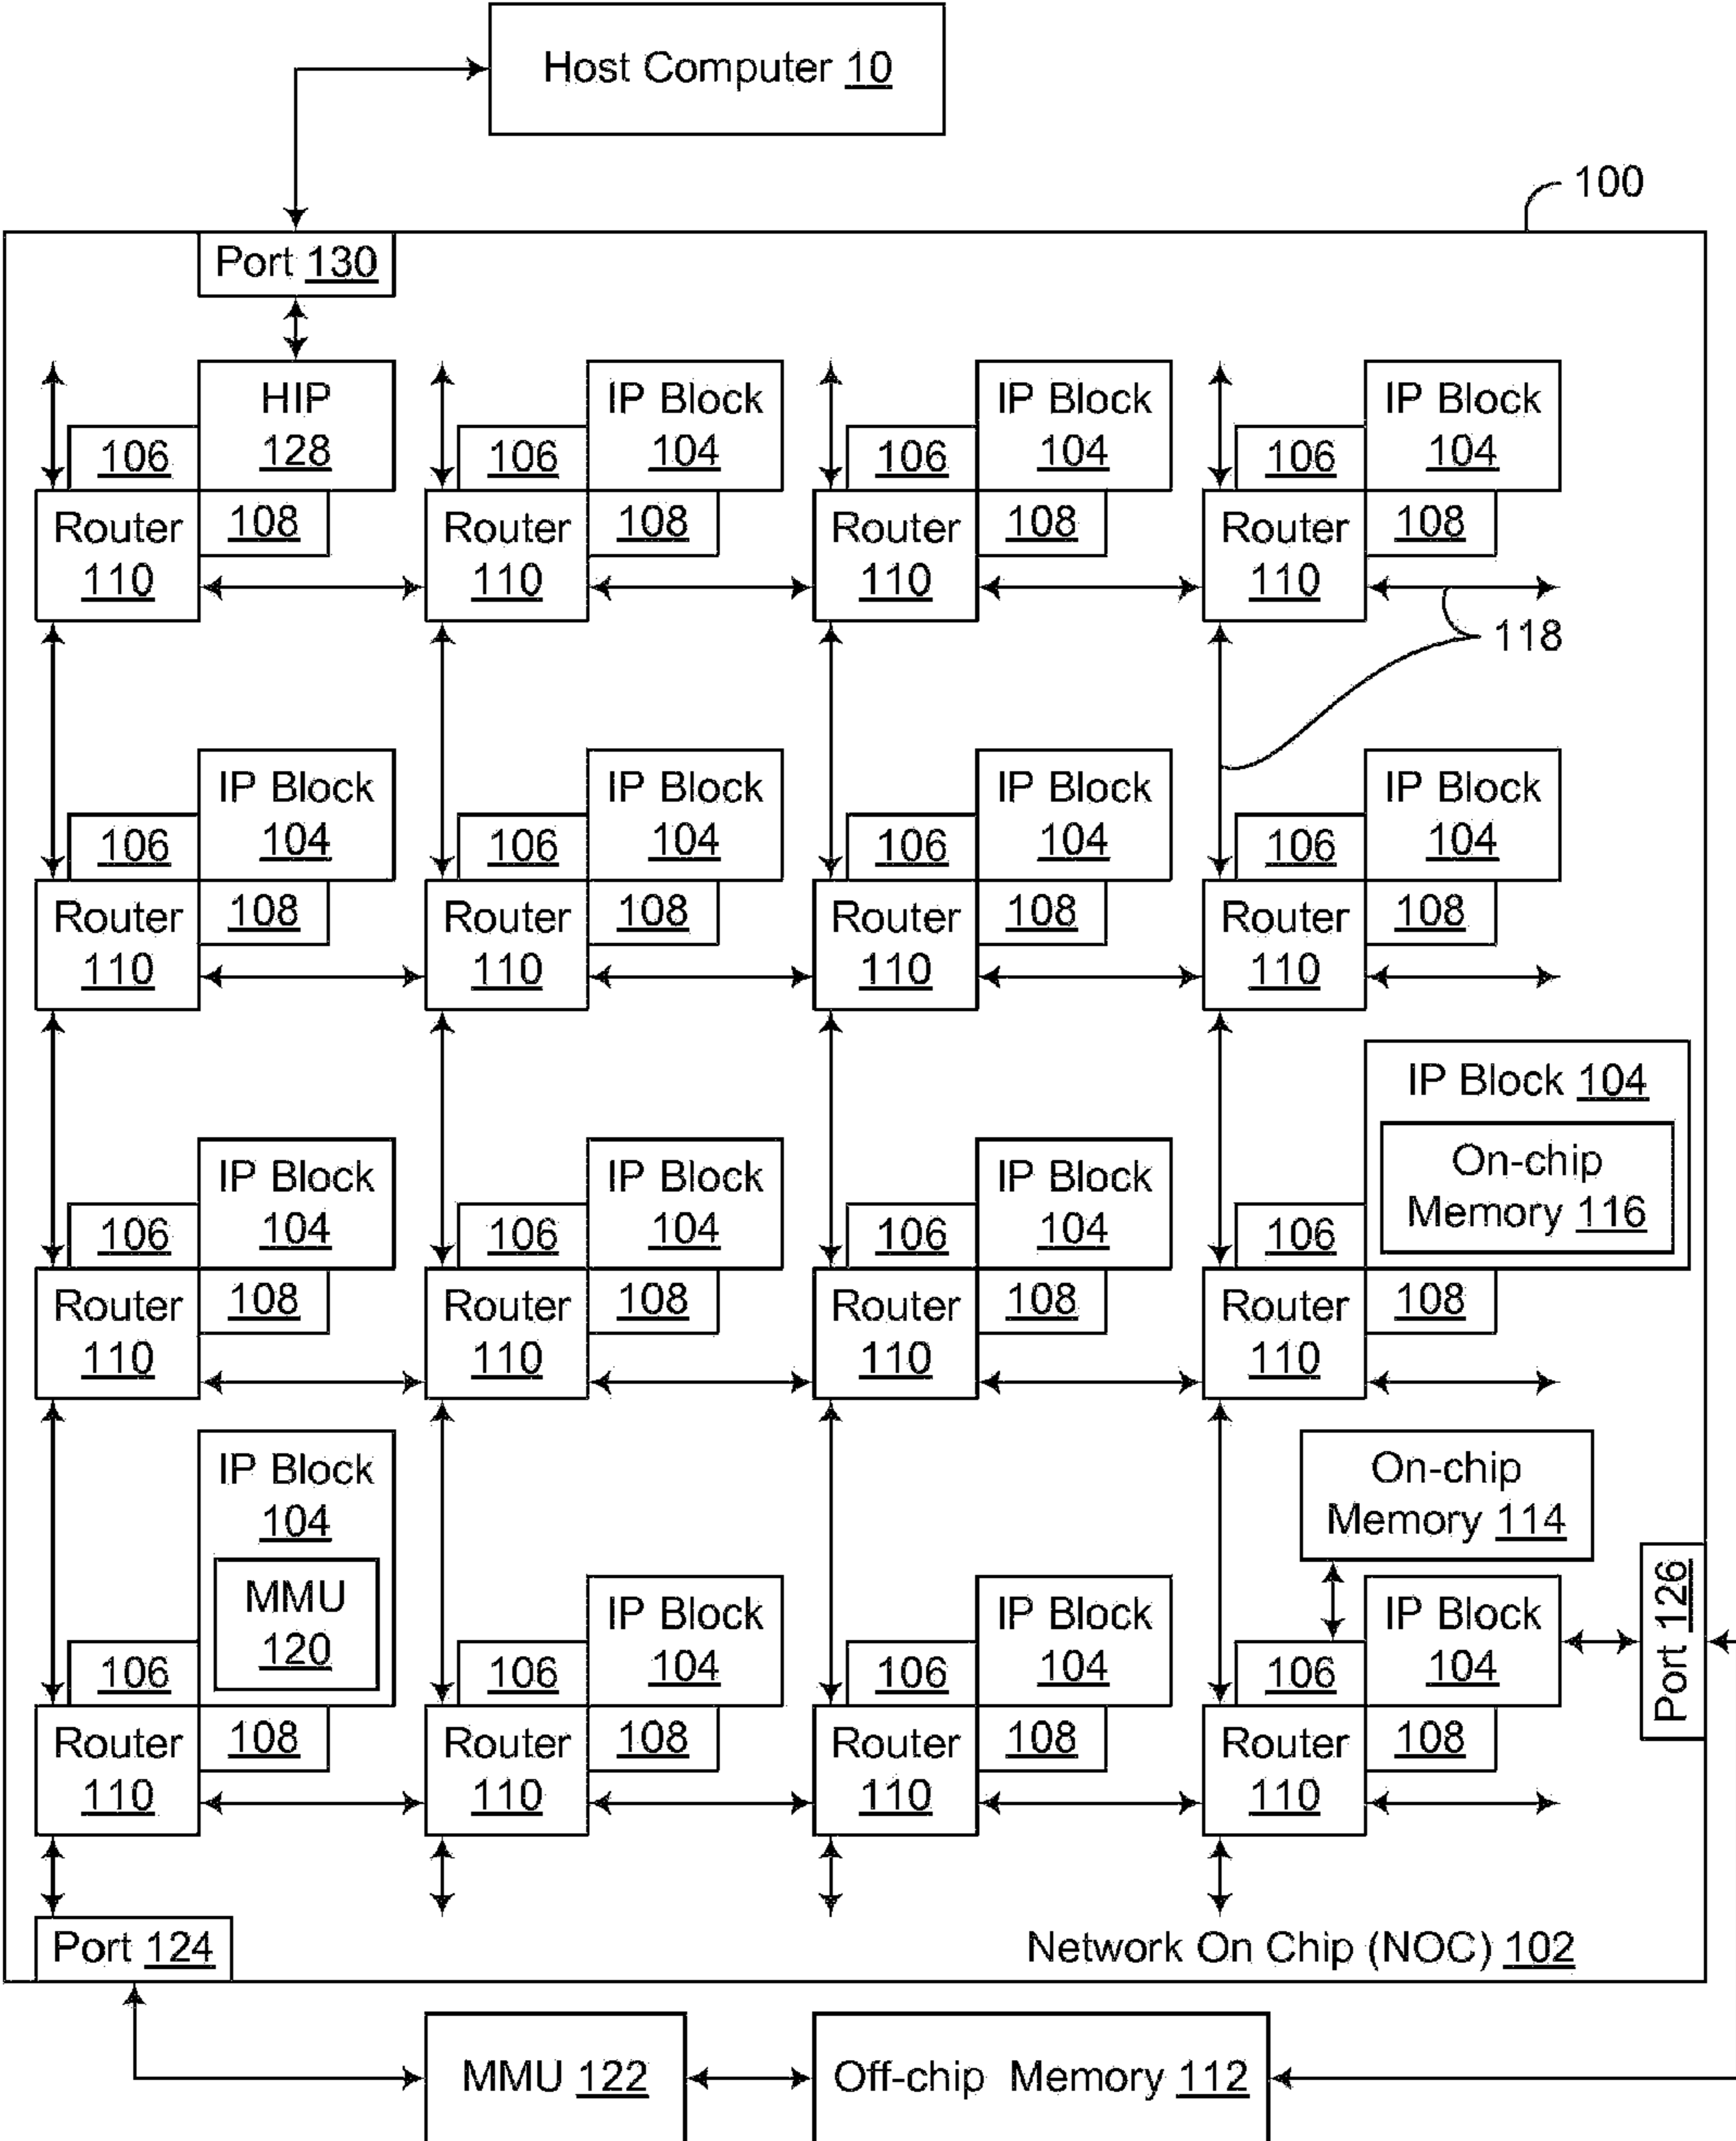 Host Computer 10
100
Port 130
HIP
128
IP Block
104
IP Block
104
IP Block
104
106
106
106
106
Router
110
108
Router
110
108
Router
110
108
Router
110
108
118
IP Block
104
IP Block
104
IP Block
104
IP Block
104
106
106
106
106
Router
110
108
Router
110
108
Router
110
108
Router
110
108
IP Block 104
On-chip
Memory 116
IP Block
104
IP Block
104
IP Block
104
106
106
106
106
Router
110
108
Router
110
108
Router
110
108
Router
110
108
IP Block
104
MMU
120
On-chip
Memory 114
IP Block
104
IP Block
104
IP Block
104
Port 126
106
106
106
106
Router
110
108
Router
110
108
Router
110
108
Router
110
108
Port 124
Network On Chip (NOC) 102
MMU 122
Off-chip Memory 112